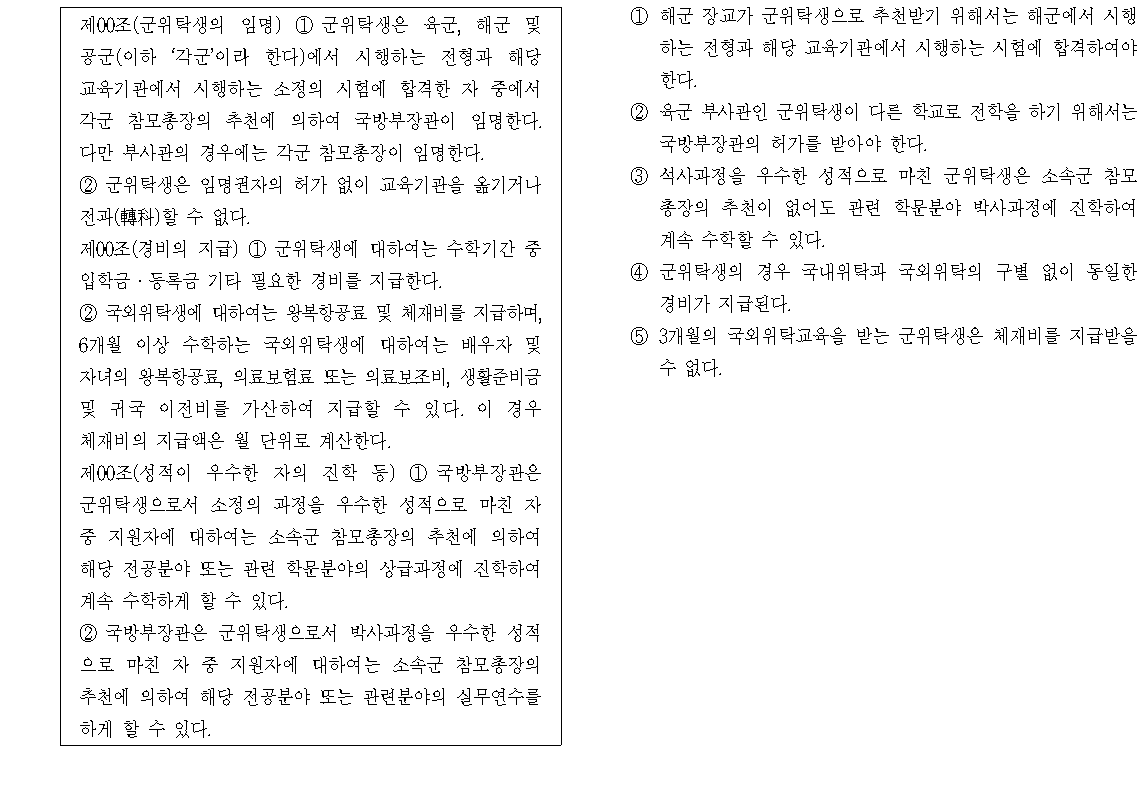 제00조(군위탁생의 임명) ① 군위탁생은 육군, 해군 및
공군(이하 ‘각군’이라 한다)에서 시행하는 전형과 해당
교육기관에서 시행하는 소정의 시험에 합격한 자 중에서
각군 참모총장의 추천에 의하여 국방부장관이 임명한다.
다만 부사관의 경우에는 각군 참모총장이 임명한다.
② 군위탁생은 임명권자의 허가 없이 교육기관을 옮기거나
전과(轉科)할 수 없다.
제00조(경비의 지급) ① 군위탁생에 대하여는 수학기간 중
입학금·등록금 기타 필요한 경비를 지급한다.
② 국외위탁생에 대하여는 왕복항공료 및 체재비를 지급하며,
6개월 이상 수학하는 국외위탁생에 대하여는 배우자 및
자녀의 왕복항공료, 의료보험료 또는 의료보조비, 생활준비금
및 귀국 이전비를 가산하여 지급할 수 있다. 이 경우
체재비의 지급액은 월 단위로 계산한다.
제00조(성적이 우수한 자의 진학 등) ① 국방부장관은
군위탁생으로서 소정의 과정을 우수한 성적으로 마친 자
중 지원자에 대하여는 소속군 참모총장의 추천에 의하여
해당 전공분야 또는 관련 학문분야의 상급과정에 진학하여
계속 수학하게 할 수 있다.
② 국방부장관은 군위탁생으로서 박사과정을 우수한 성적
으로 마친 자 중 지원자에 대하여는 소속군 참모총장의
추천에 의하여 해당 전공분야 또는 관련분야의 실무연수를
하게 할 수 있다.
① 해군 장교가 군위탁생으로 추천받기 위해서는 해군에서 시행
하는 전형과 해당 교육기관에서 시행하는 시험에 합격하여야
한다.
② 육군 부사관인 군위탁생이 다른 학교로 전학을 하기 위해서는
국방부장관의 허가를 받아야 한다.
③ 석사과정을 우수한 성적으로 마친 군위탁생은 소속군 참모
총장의 추천이 없어도 관련 학문분야 박사과정에 진학하여
계속 수학할 수 있다.
④ 군위탁생의 경우 국내위탁과 국외위탁의 구별 없이 동일한
경비가 지급된다.
⑤ 3개월의 국외위탁교육을 받는 군위탁생은 체재비를 지급받을
수 없다.